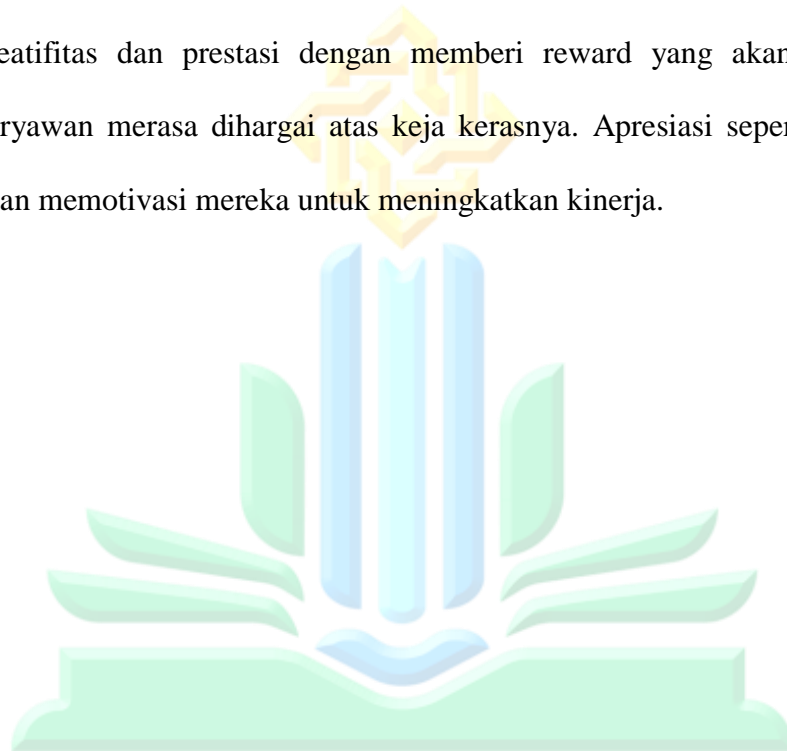 eatifitas dan prestasi dengan memberi reward yang akan
ryawan merasa dihargai atas keja kerasnya. Apresiasi seper
an memotivasi mereka untuk meningkatkan kinerja.